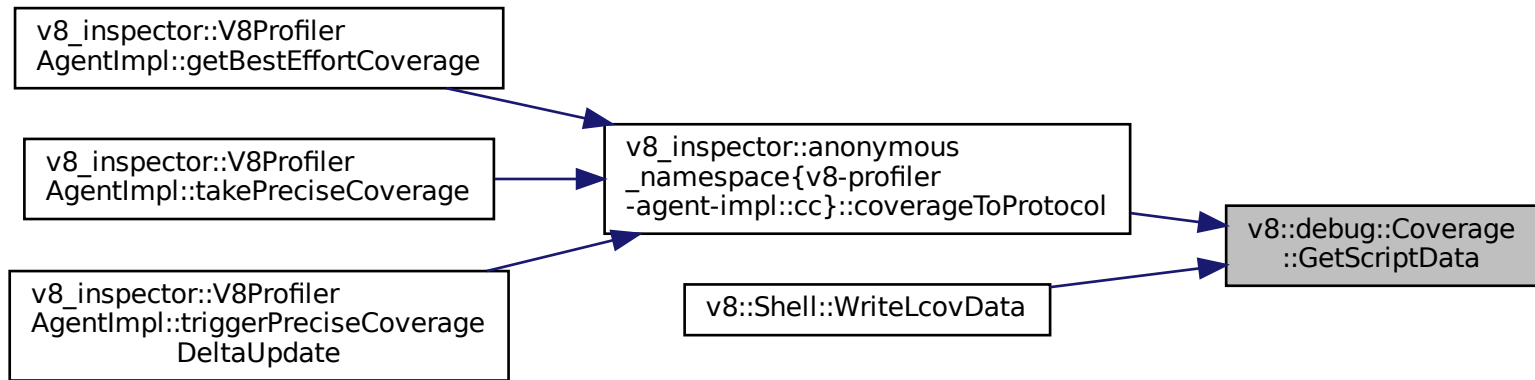 v8_inspector::V8Profiler
AgentImpl::getBestEffortCoverage
v8_inspector::V8Profiler
AgentImpl::takePreciseCoverage
v8_inspector::V8Profiler
AgentImpl::triggerPreciseCoverage
DeltaUpdate
v8_inspector::anonymous
_namespace{v8-profiler
-agent-impl::cc}::coverageToProtocol
v8::Shell::WriteLcovData
v8::debug::Coverage
::GetScriptData